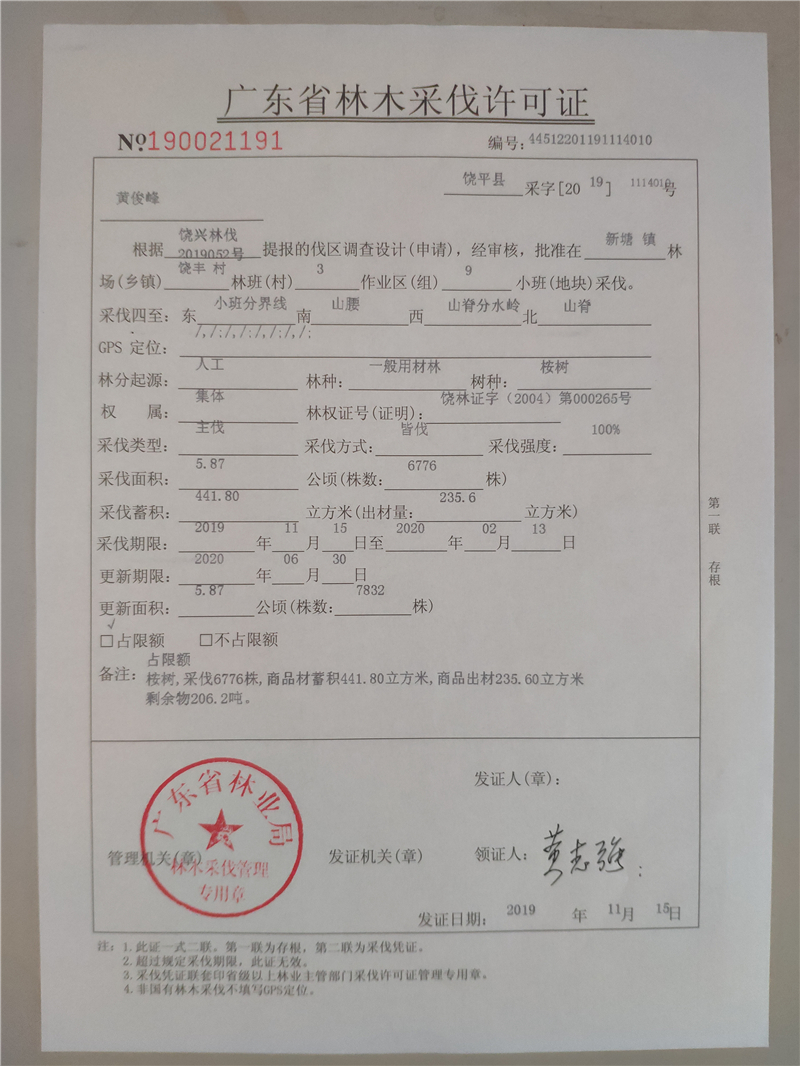 广东省林木采伐许可证
No190021191 编号:44512201191114010
饶平县 采字[20 19] 1114010号
黄俊峰
根据 饶兴林伐2019052号 提报的伐区调查设计(申请),经审核,批准在 新塘 镇 林
场(乡镇) 饶丰 村 林班(村) 3 作业区(组) 9 小班(地块)采伐。
采伐四至: 东 小班分界线 南 山腰 西 山脊分水岭 北 山脊
GPS 定位: /,/;/,/;/,/;/,/;
林分起源: 人工 林种: 一般用材林 树种: 桉树
权 属: 集体 林权证号(证明): 饶林证字(2004)第000265号
采伐类型: 主伐 采伐方式: 皆伐 采伐强度: 100%
采伐面积: 5.87 公顷(株数: 6776 株)
采伐蓄积: 441.80 立方米(出材量: 235.6 立方米)
采伐期限: 2019 年 11 月 15 日至 2020 年 02 月 13 日
更新期限: 2020 年 06 月 30 日
更新面积: 5.87 公顷(株数: 7832 株)
√
□占限额 □不占限额
备注: 占限额
桉树,采伐6776株,商品材蓄积441.80立方米,商品出材235.60立方米
剩余物206.2吨。
第一联 存根
发证人(章):
广东省林业局
林木采伐管理
专用章
管理机关(章) 发证机关(章) 领证人: 黄志强
发证日期: 2019 年 11月 15日
注: 1.此证一式二联。第一联为存根,第二联为采伐凭证。
2.超过规定采伐期限,此证无效。
3.采伐凭证联套印省级以上林业主管部门采伐许可证管理专用章。
4.非国有林木采伐不填写GPS定位。